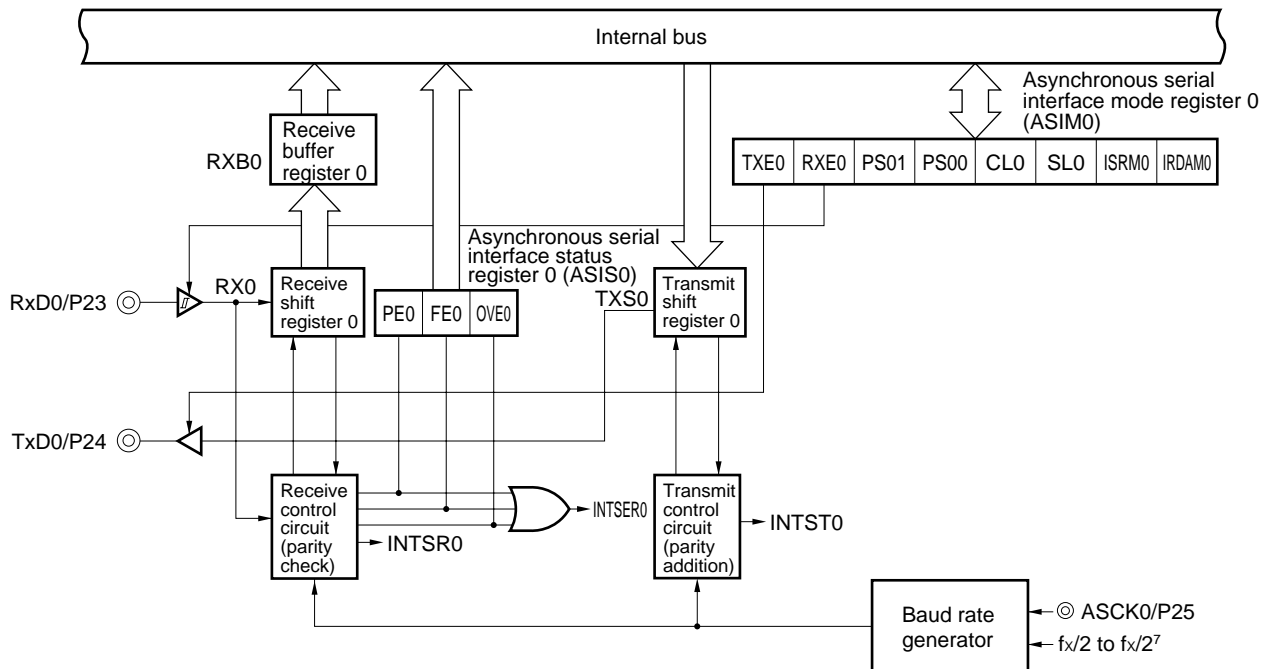 Internal bus
Asynchronous serial
interface mode register 0
(ASIM0)
RXB0
Receive
buffer
register 0
TXE0 RXE0 PS01 PS00 CL0 SL0 ISRM0 IRDAM0
Asynchronous serial
interface status
register 0 (ASIS0)
RxD0/P23
RX0
Receive
shift
register 0
PE0 FE0 OVE0
TXS0
Transmit
shift
register 0
TxD0/P24
Receive
control
circuit
(parity
check)
INTSER0
INTSR0
Transmit
control
circuit
(parity
addition)
INTST0
Baud rate
generator
ASCK0/P25
fx/2 to fx/2⁷